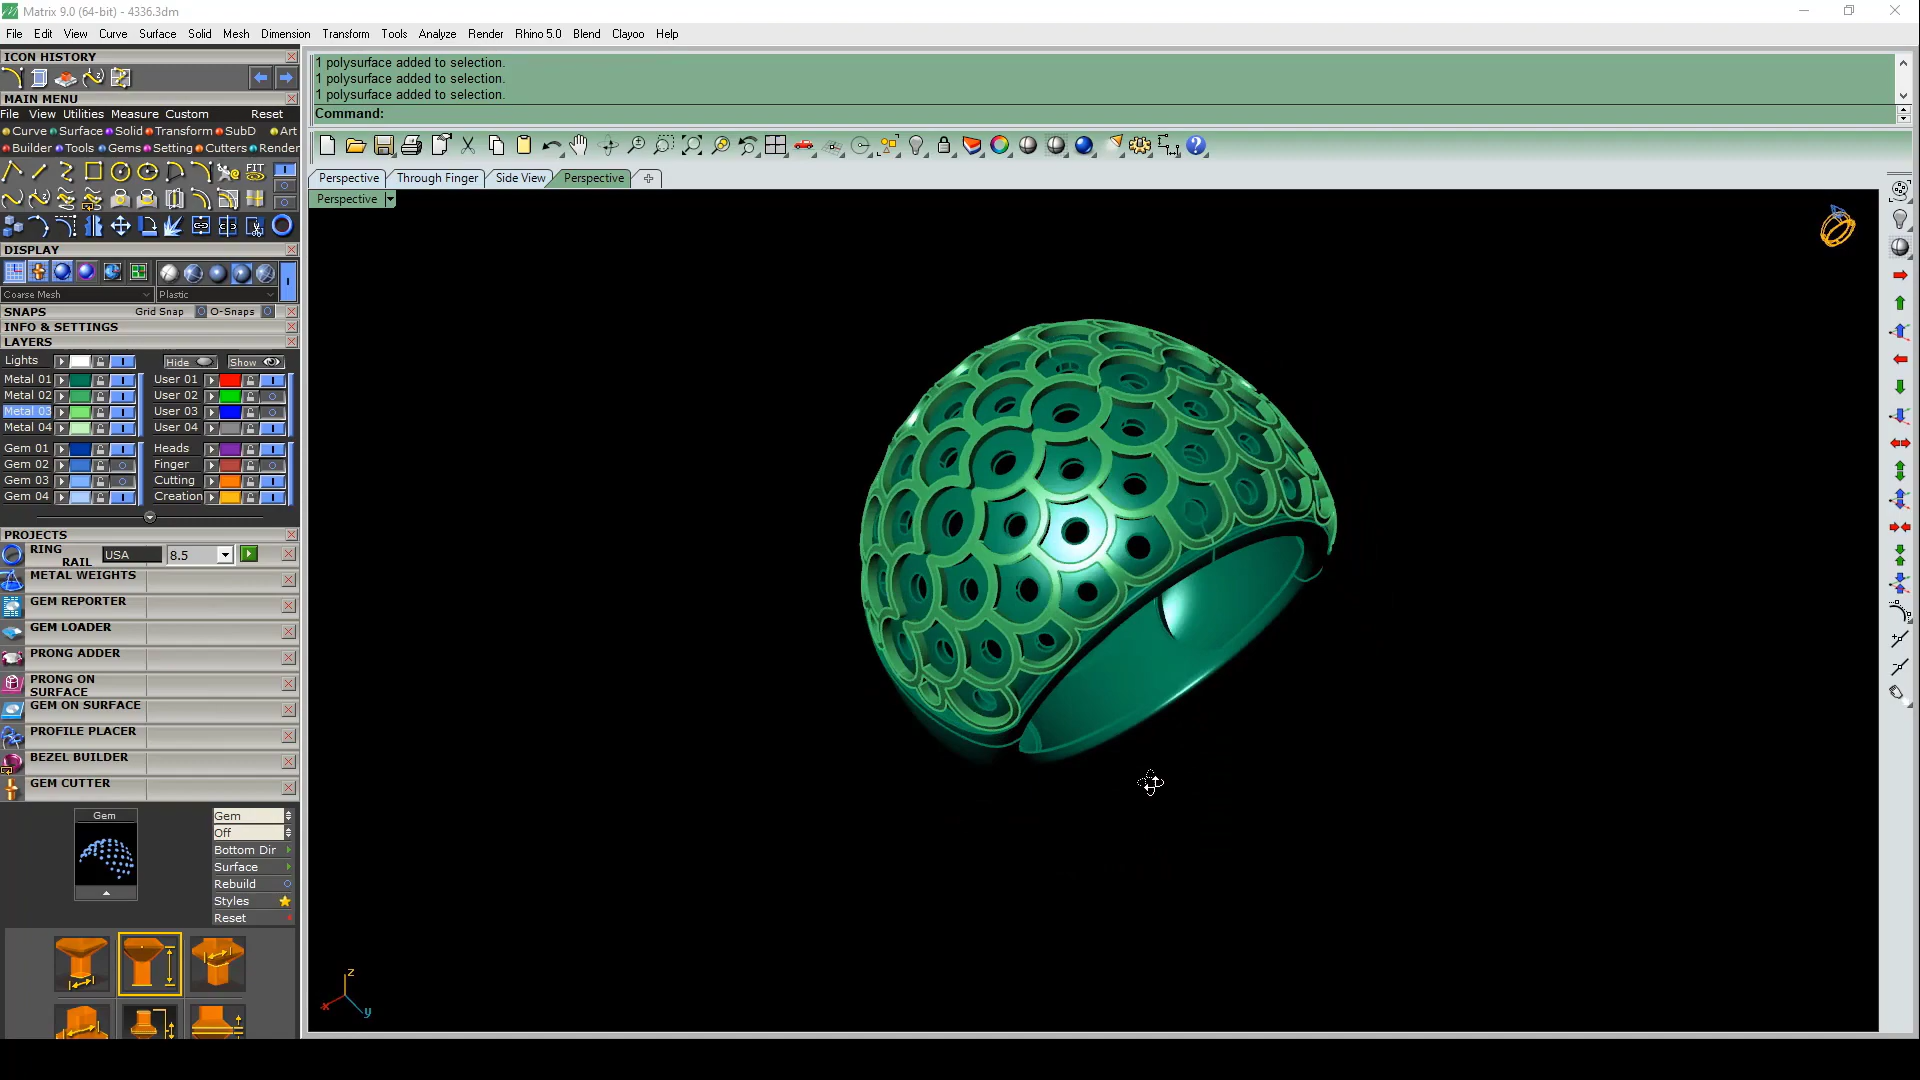 Matrix 9.0 (64-bit) - 4336.3dm
File Edit View Curve Surface Solid Mesh Dimension Transform Tools Analyze Render Rhino 5.0 Blend Clayoo Help
ICON HISTORY
1 polysurface added to selection.
1 polysurface added to selection.
1 polysurface added to selection.
Command:
MAIN MENU
File View Utilities Measure Custom Reset
Curve Surface Solid Transform SubD Art
Builder Tools Gems Setting Cutters Render
FIT
Perspective Through Finger Side View Perspective
Perspective
DISPLAY
Coarse Mesh Plastic
SNAPS Grid Snap O-Snaps
INFO & SETTINGS
LAYERS
Lights Hide Show
Metal 01 User 01
Metal 02 User 02
Metal 03 User 03
Metal 04 User 04
Gem 01 Heads
Gem 02 Finger
Gem 03 Cutting
Gem 04 Creation
PROJECTS
RING RAIL USA 8.5
METAL WEIGHTS
GEM REPORTER
GEM LOADER
PRONG ADDER
PRONG ON SURFACE
GEM ON SURFACE
PROFILE PLACER
BEZEL BUILDER
GEM CUTTER
Gem Gem
Off
Bottom Dir
Surface
Rebuild
Styles
Reset
z
x
y